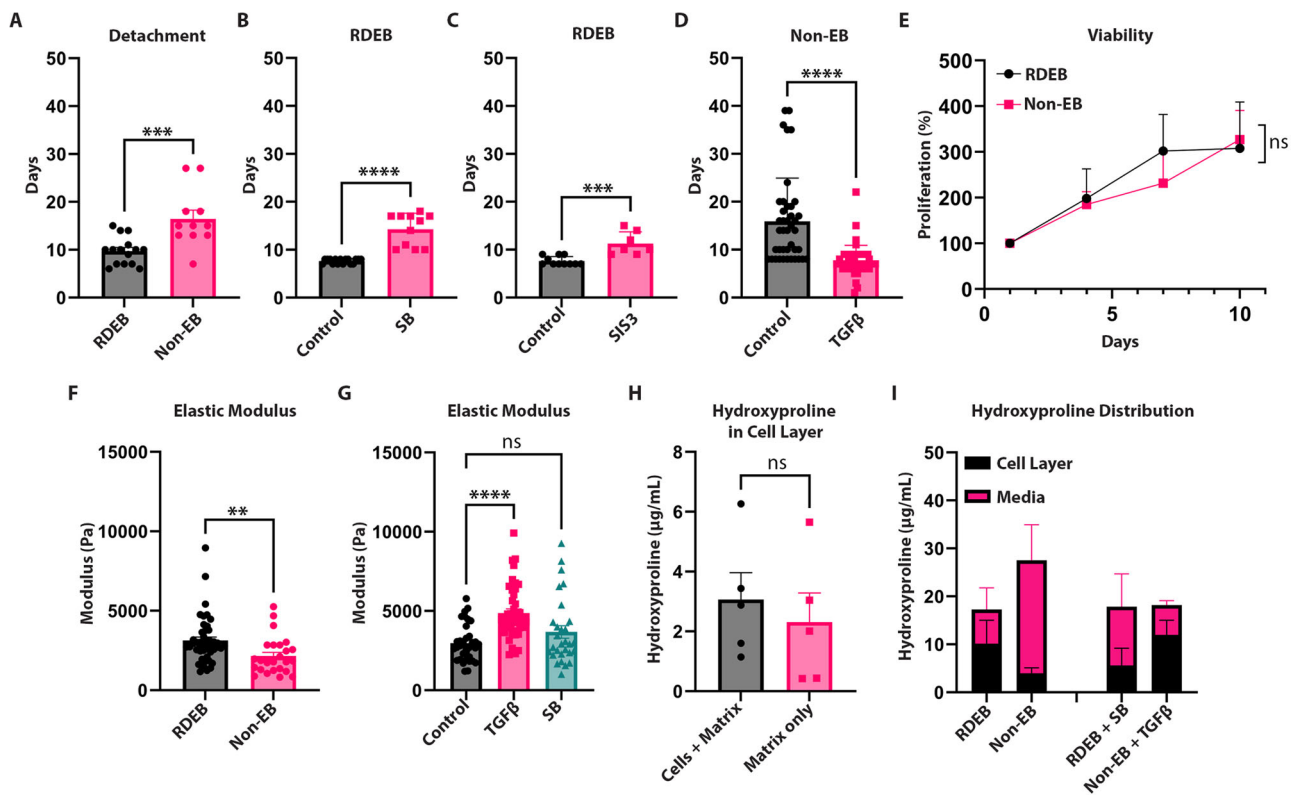 A
Detachment
50
40
30
20
10
0
Days
***
RDEB
Non-EB
B
RDEB
50
40
30
20
10
0
Days
****
Control
SB
C
RDEB
50
40
30
20
10
0
Days
***
Control
SIS3
D
Non-EB
50
40
30
20
10
0
Days
****
Control
TGFβ
E
Viability
500
400
300
200
100
0
Proliferation (%)
RDEB
Non-EB
ns
0
5
10
Days
F
Elastic Modulus
15000
10000
5000
0
Modulus (Pa)
**
RDEB
Non-EB
G
Elastic Modulus
15000
10000
5000
0
Modulus (Pa)
ns
****
Control
TGFβ
SB
H
Hydroxyproline
in Cell Layer
8
6
4
2
0
Hydroxyproline (μg/mL)
ns
Cells + Matrix
Matrix only
I
Hydroxyproline Distribution
50
40
30
20
10
0
Hydroxyproline (μg/mL)
Cell Layer
Media
RDEB
Non-EB
RDEB + SB
Non-EB + TGFβ